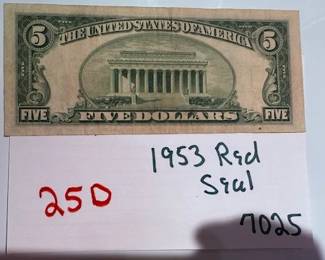 5 THE UNITED STATES OF AMERICA 5
FIVE FIVE DOLLARS FIVE
1953 Red
Seal
250
7025